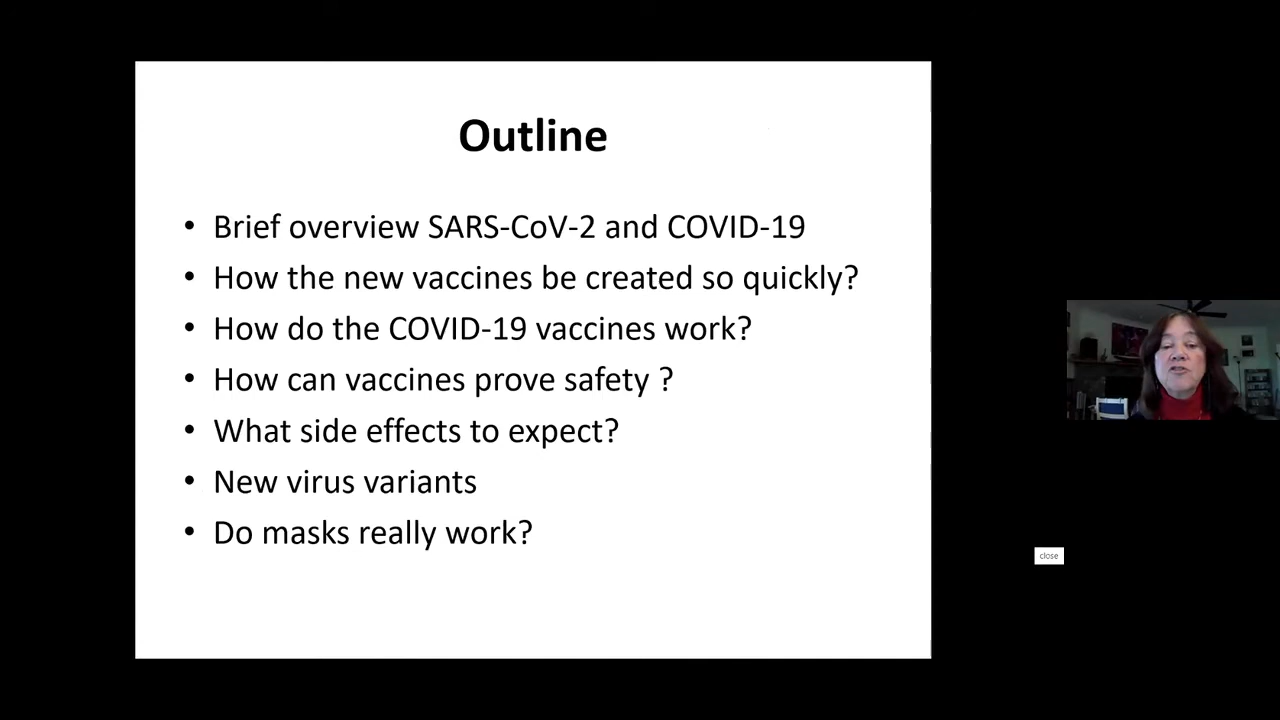 Outline
• Brief overview SARS-CoV-2 and COVID-19
• How the new vaccines be created so quickly?
• How do the COVID-19 vaccines work?
• How can vaccines prove safety ?
• What side effects to expect?
• New virus variants
• Do masks really work?
close